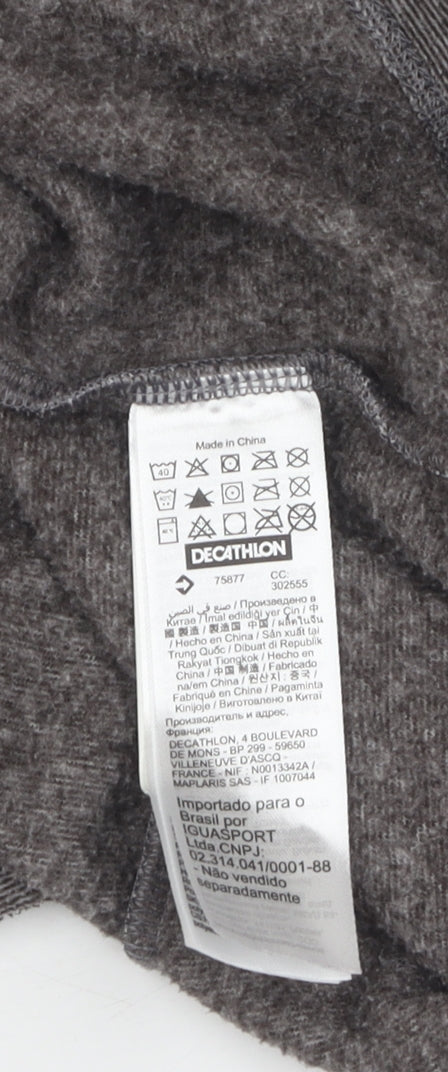 Made in China
40
DECATHLON
75877 CC: 302555
صنع في الصين / Произведено в
Китае / İmal edildiği yer Çin / 中
國 製造 / 製造国 中国 / ผลิตในจีน
/ Hecho en China / Sản xuất tại
Trung Quốc / Dibuat di Republik
Rakyat Tiongkok / Hecho en
China / 中国 制造 / Fabricado
na/em China / 원산지 : 중국 /
Fabriqué en Chine / Pagaminta
Kinijoje / Виготовлено в Китаї
Производитель и адрес,
Франция:
DECATHLON, 4 BOULEVARD
DE MONS - BP 299 - 59650
VILLENEUVE D'ASCQ -
FRANCE - NIF : N0013342A /
MAPLARIS SAS - IF 1007044
Importado para o
Brasil por
IGUASPORT
Ltda,CNPJ:
02.314.041/0001-88
- Não vendido
separadamente